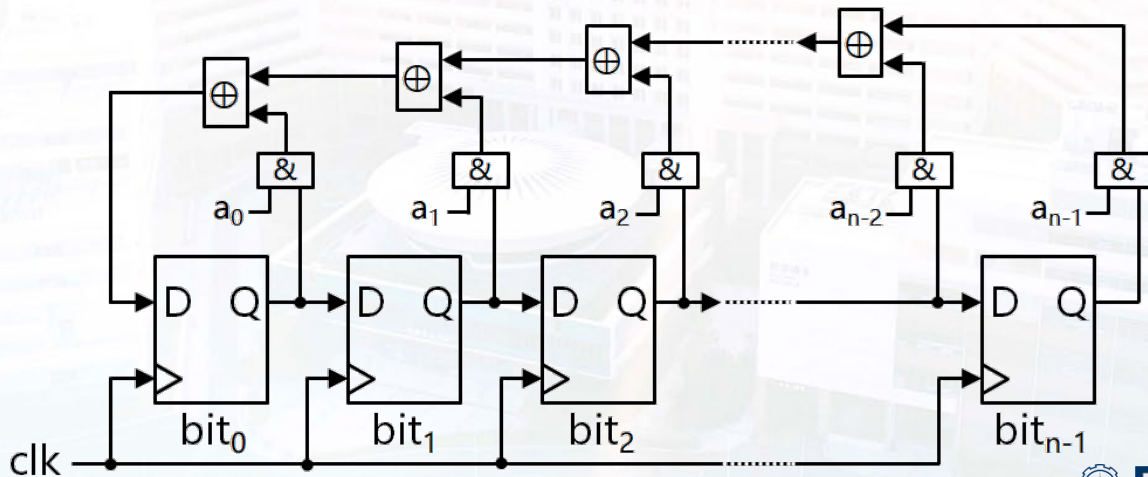 ⊕
⊕
⊕
⊕
& & & & &
a0 a1 a2 an-2 an-1
D Q D Q D Q D Q
bit0 bit1 bit2 bitn-1
clk